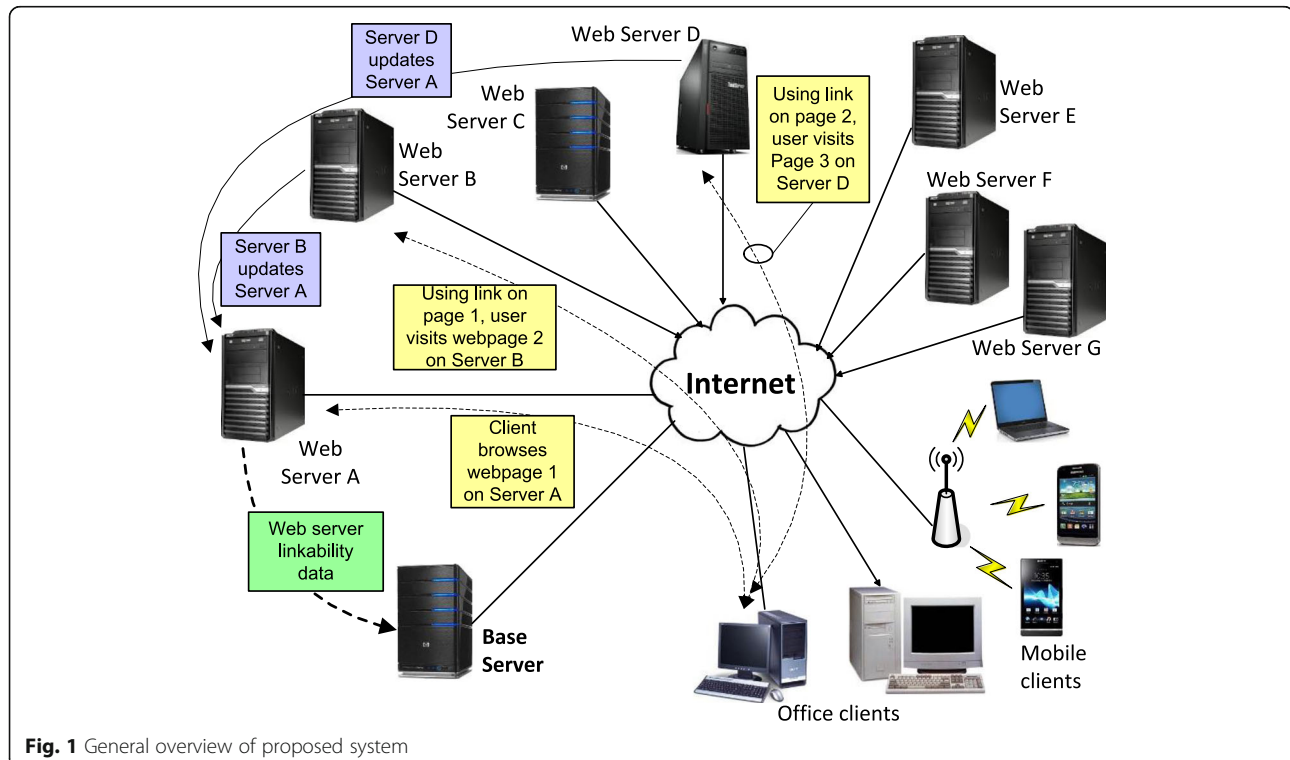 Server D
updates
Server A
Web Server D
Web
Server C
Using link
on page 2,
user visits
Page 3 on
Server D
Web
Server E
Web
Server B
Web Server F
Server B
updates
Server A
Using link on
page 1, user
visits webpage 2
on Server B
Web Server G
Internet
Client
browses
webpage 1
on Server A
Web
Server A
Web server
linkability
data
Base
Server
Mobile
clients
Office clients
Fig. 1 General overview of proposed system